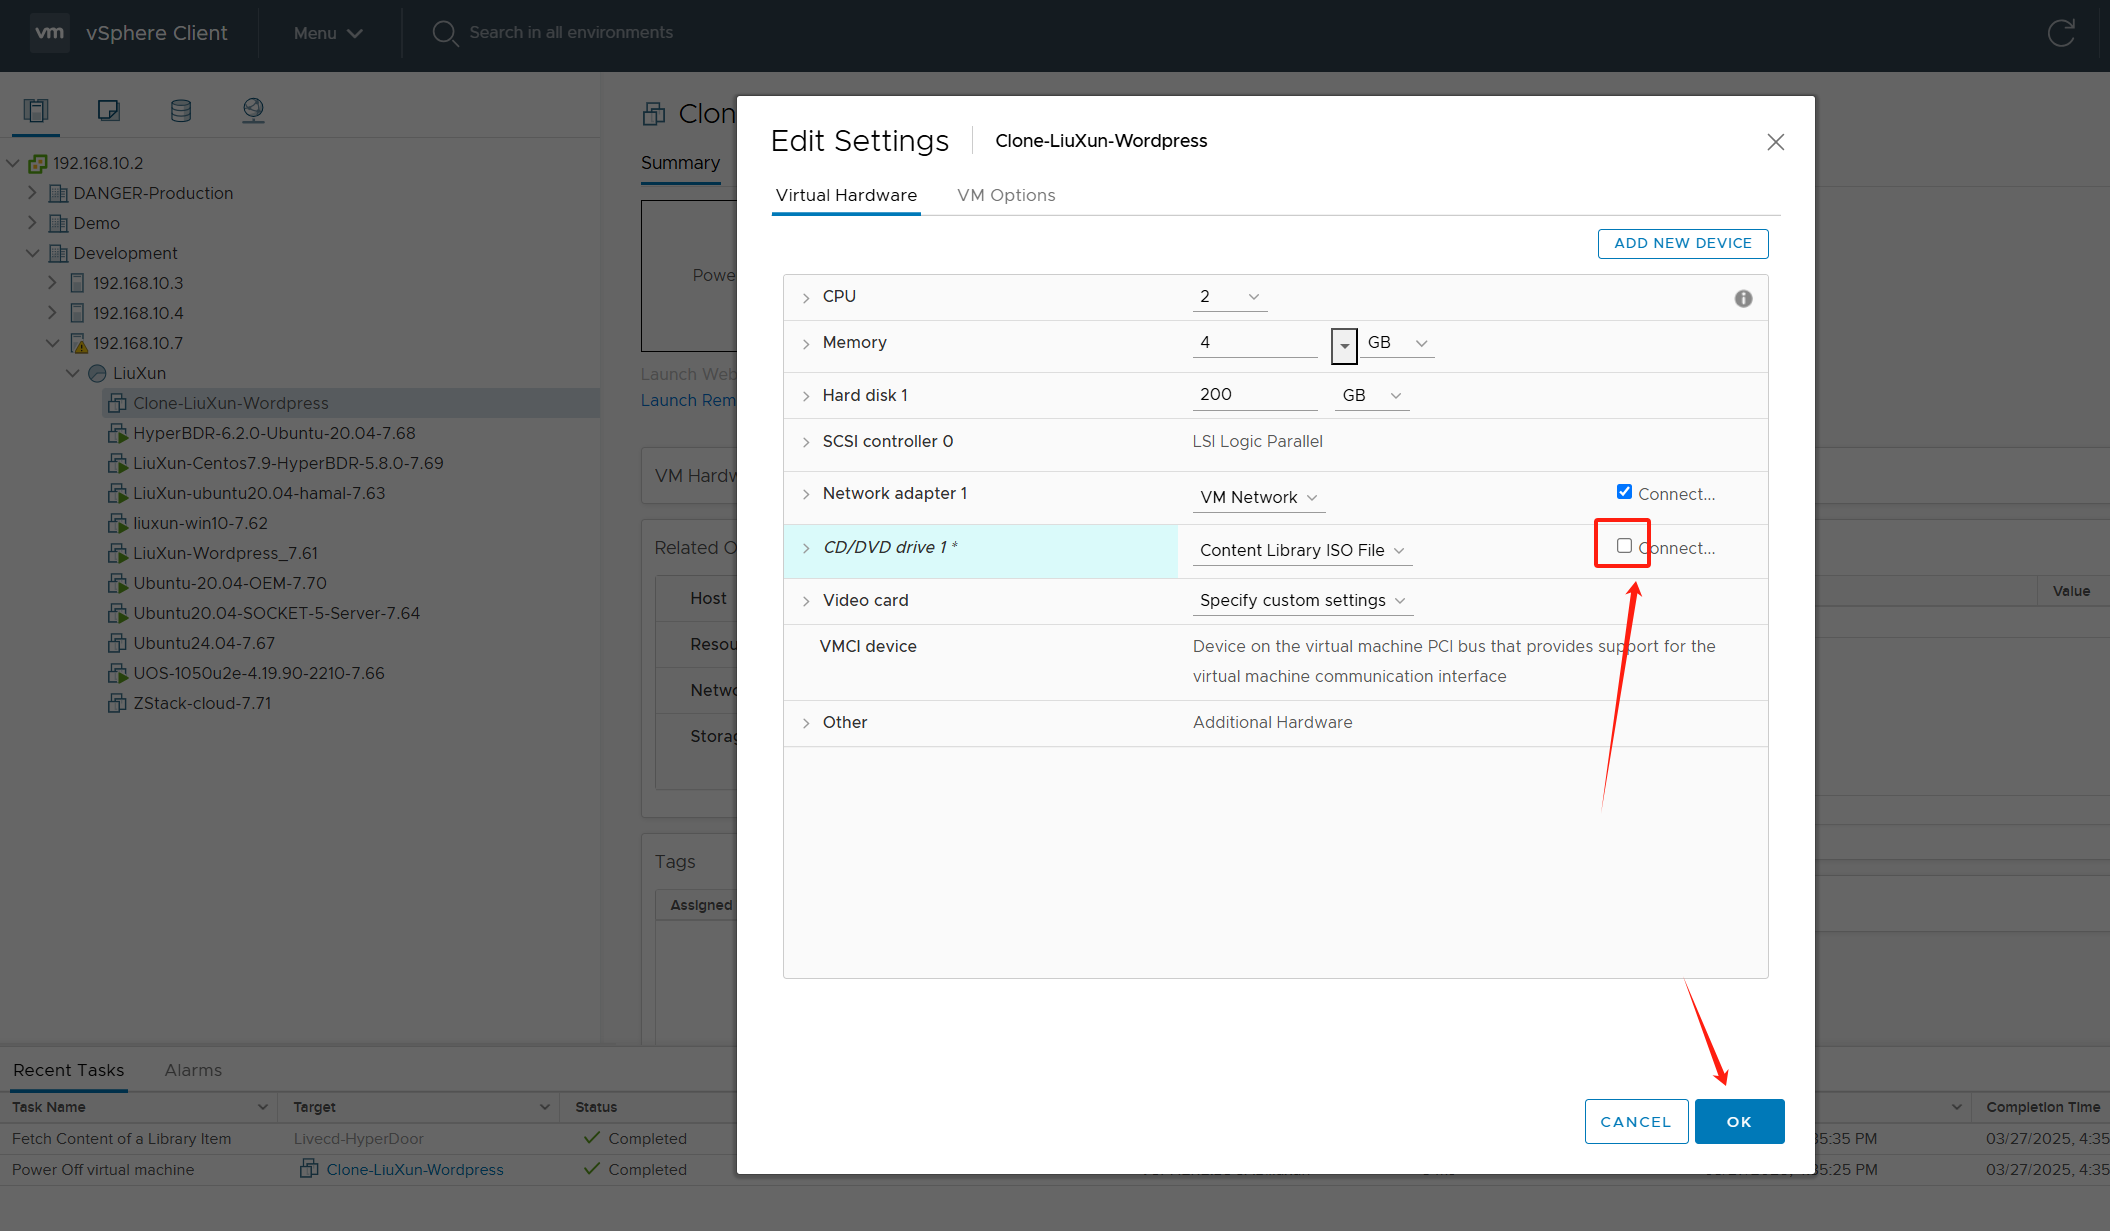 vm vSphere Client Menu Search in all environments
192.168.10.2
DANGER-Production
Demo
Development
192.168.10.3
192.168.10.4
192.168.10.7
LiuXun
Clone-LiuXun-Wordpress
HyperBDR-6.2.0-Ubuntu-20.04-7.68
LiuXun-Centos7.9-HyperBDR-5.8.0-7.69
LiuXun-ubuntu20.04-hamal-7.63
liuxun-win10-7.62
LiuXun-Wordpress_7.61
Ubuntu-20.04-OEM-7.70
Ubuntu20.04-SOCKET-5-Server-7.64
Ubuntu24.04-7.67
UOS-1050u2e-4.19.90-2210-7.66
ZStack-cloud-7.71
Clon
Summary
Powe
Launch Web
Launch Rem
VM Hardw
Related O
Host
Resou
Netwo
Storag
Tags
Assigned
Value
Edit Settings Clone-LiuXun-Wordpress
Virtual Hardware VM Options
ADD NEW DEVICE
CPU 2
Memory 4 GB
Hard disk 1 200 GB
SCSI controller 0 LSI Logic Parallel
Network adapter 1 VM Network Connect...
CD/DVD drive 1 * Content Library ISO File Connect...
Video card Specify custom settings
VMCI device Device on the virtual machine PCI bus that provides support for the
virtual machine communication interface
Other Additional Hardware
CANCEL OK
Recent Tasks Alarms
Task Name Target Status Completion Time
Fetch Content of a Library Item Livecd-HyperDoor Completed 35:35 PM 03/27/2025, 4:35
Power Off virtual machine Clone-LiuXun-Wordpress Completed 35:25 PM 03/27/2025, 4:35